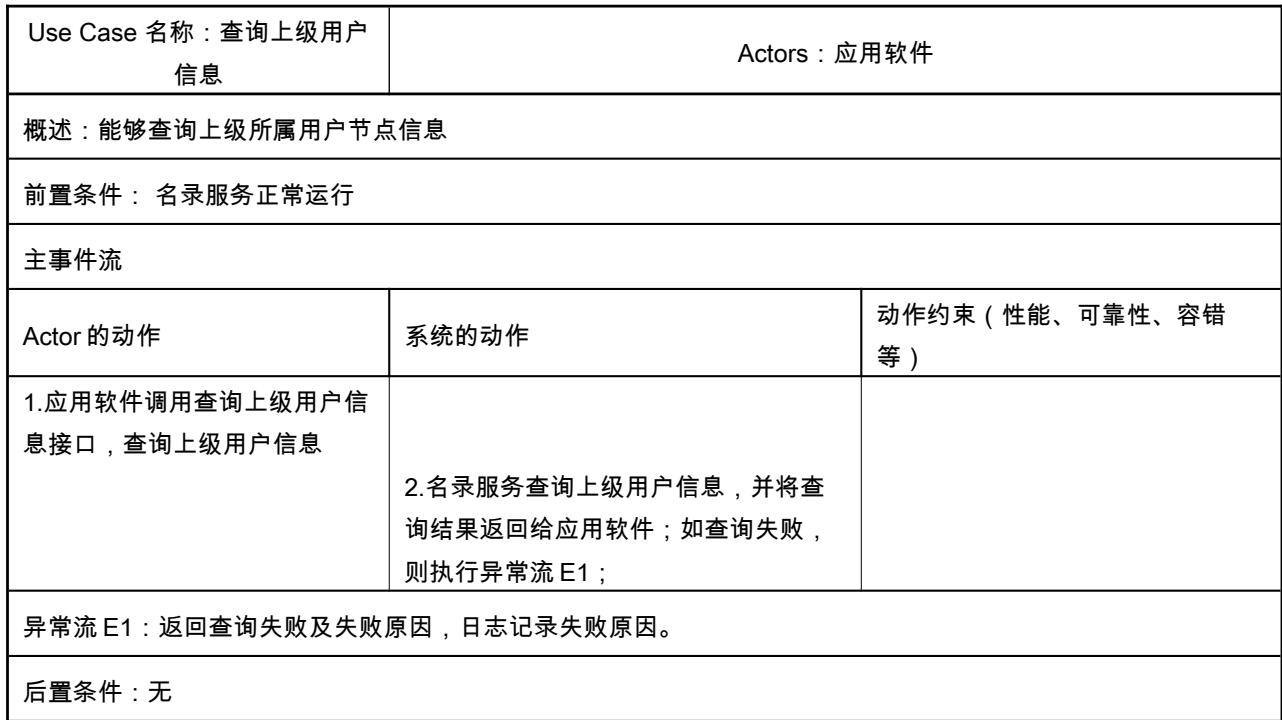 Use Case 名称：查询上级用户
信息
Actors：应用软件
概述：能够查询上级所属用户节点信息
前置条件： 名录服务正常运行
主事件流
Actor 的动作
系统的动作
动作约束（性能、可靠性、容错
等）
1.应用软件调用查询上级用户信
息接口，查询上级用户信息
2.名录服务查询上级用户信息，并将查
询结果返回给应用软件；如查询失败，
则执行异常流 E1；
异常流 E1：返回查询失败及失败原因，日志记录失败原因。
后置条件：无